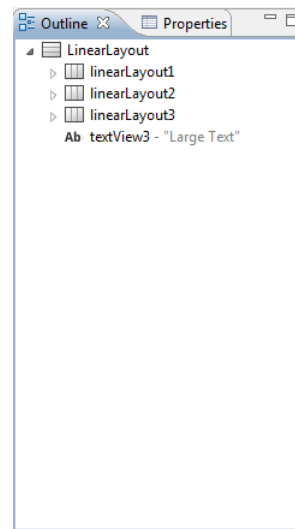 Outline Properties
LinearLayout
linearLayout1
linearLayout2
linearLayout3
Ab textView3 - "Large Text"